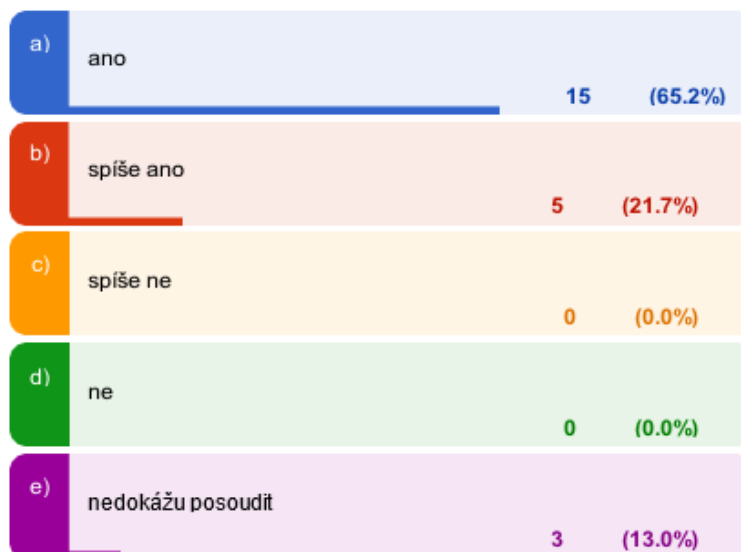 a)
ano
15 (65.2%)
b)
spíše ano
5 (21.7%)
c)
spíše ne
0 (0.0%)
d)
ne
0 (0.0%)
e)
nedokážu posoudit
3 (13.0%)